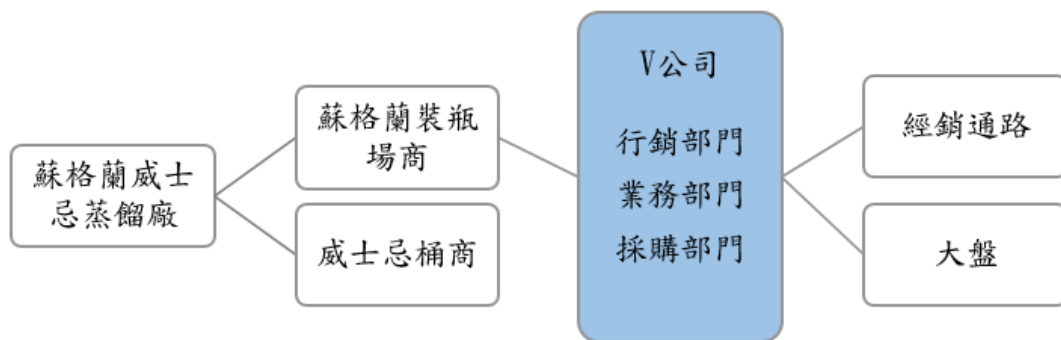 蘇格蘭威士
忌蒸餾廠
蘇格蘭裝瓶
場商
威士忌桶商
V公司
行銷部門
業務部門
採購部門
經銷通路
大盤